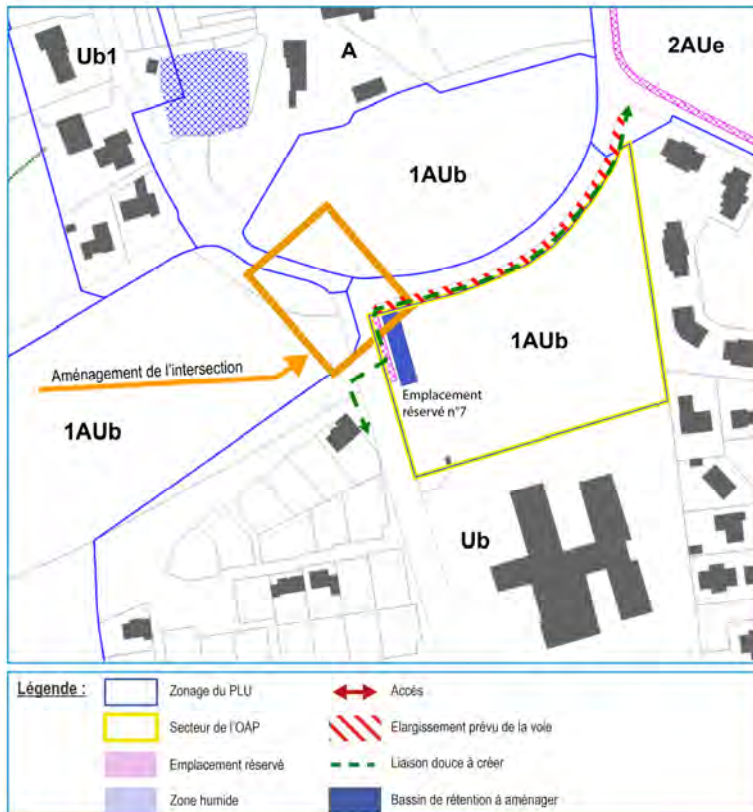 Ub1
A
2AUe
1AUb
1AUb
Aménagement de l'intersection
Emplacement
réservé n°7
1AUb
Ub
Légende :
Zonage du PLU
Accès
Secteur de l'OAP
Elargissement prévu de la voie
Emplacement réservé
Liaison douce à créer
Zone humide
Bassin de rétention à aménager